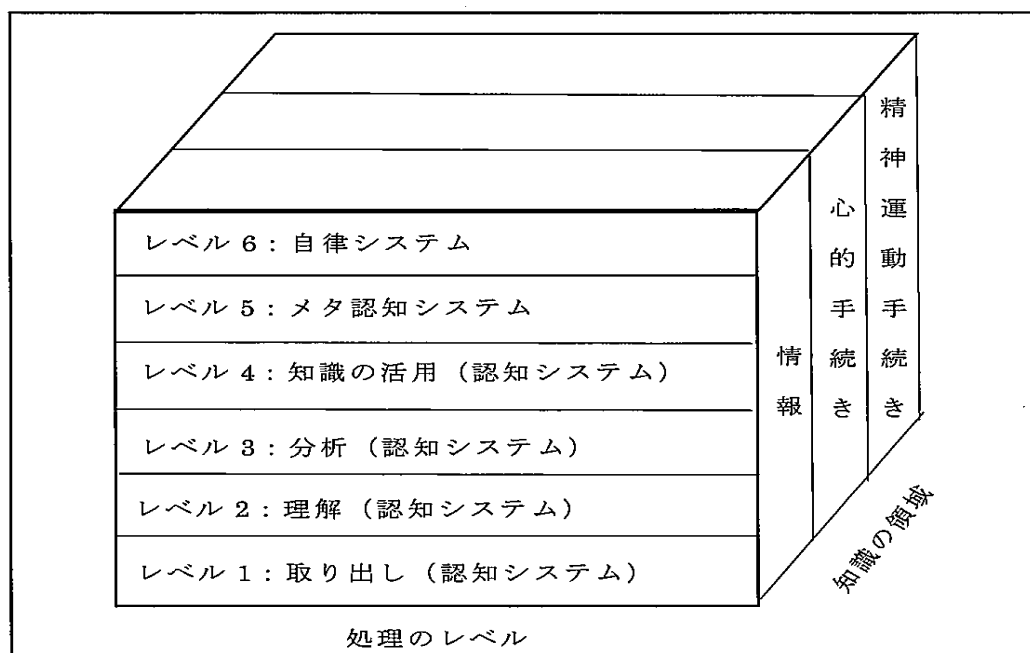 レベル 6：自律システム
レベル 5：メタ認知システム
レベル 4：知識の活用（認知システム）
レベル 3：分析（認知システム）
レベル 2：理解（認知システム）
レベル 1：取り出し（認知システム）
情報
心的手続き
精神運動手続き
知識の領域
処理のレベル